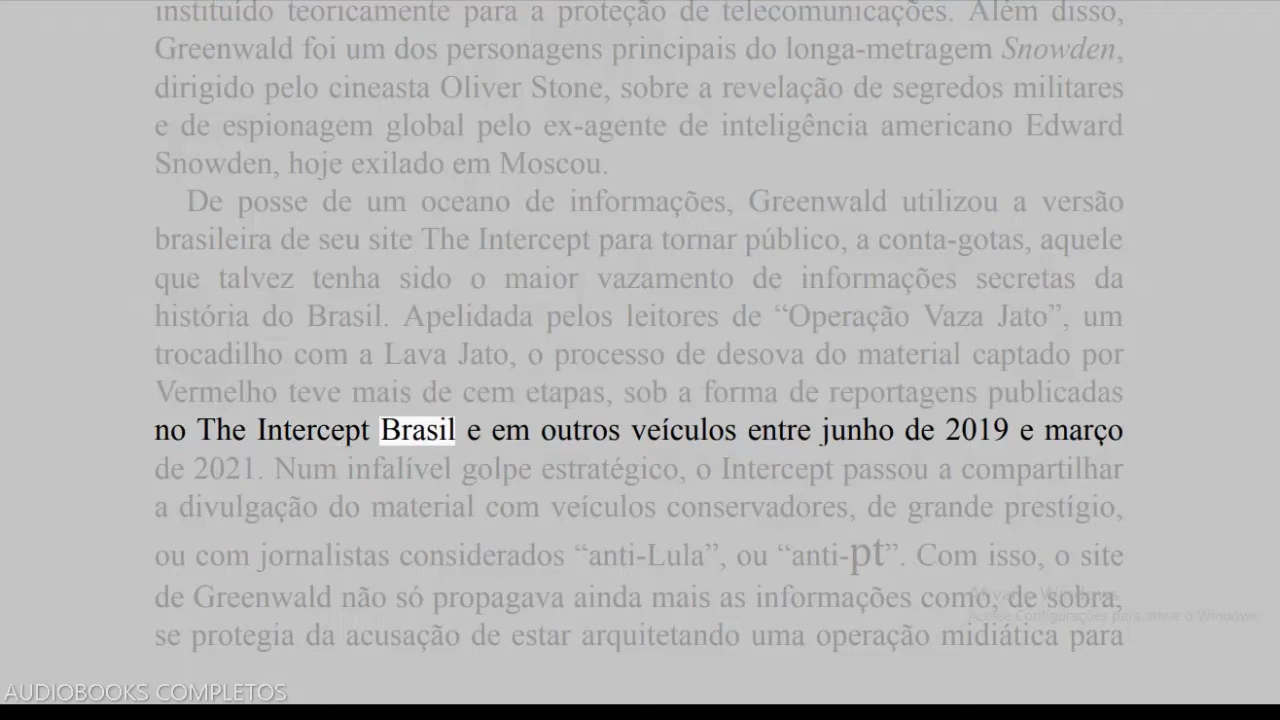 instituído teoricamente para a proteção de telecomunicações. Além disso,
Greenwald foi um dos personagens principais do longa-metragem Snowden,
dirigido pelo cineasta Oliver Stone, sobre a revelação de segredos militares
e de espionagem global pelo ex-agente de inteligência americano Edward
Snowden, hoje exilado em Moscou.
De posse de um oceano de informações, Greenwald utilizou a versão
brasileira de seu site The Intercept para tornar público, a conta-gotas, aquele
que talvez tenha sido o maior vazamento de informações secretas da
história do Brasil. Apelidada pelos leitores de “Operação Vaza Jato”, um
trocadilho com a Lava Jato, o processo de desova do material captado por
Vermelho teve mais de cem etapas, sob a forma de reportagens publicadas
no The Intercept Brasil e em outros veículos entre junho de 2019 e março
de 2021. Num infalível golpe estratégico, o Intercept passou a compartilhar
a divulgação do material com veículos conservadores, de grande prestígio,
ou com jornalistas considerados “anti-Lula”, ou “anti-pt”. Com isso, o site
de Greenwald não só propagava ainda mais as informações como, de sobra,
se protegia da acusação de estar arquitetando uma operação midiática para
Ativar o Windows
Acesse Configurações para ativar o Windows.
AUDIOBOOKS COMPLETOS